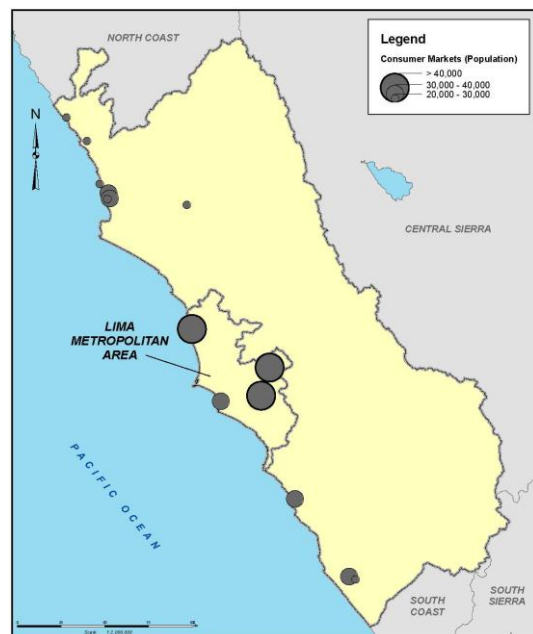 NORTH COAST
Legend
Consumer Markets (Population)
> 40,000
30,000 - 40,000
20,000 - 30,000
N
CENTRAL SIERRA
LIMA
METROPOLITAN
AREA
PACIFIC OCEAN
SOUTH
COAST
SOUTH
SIERRA